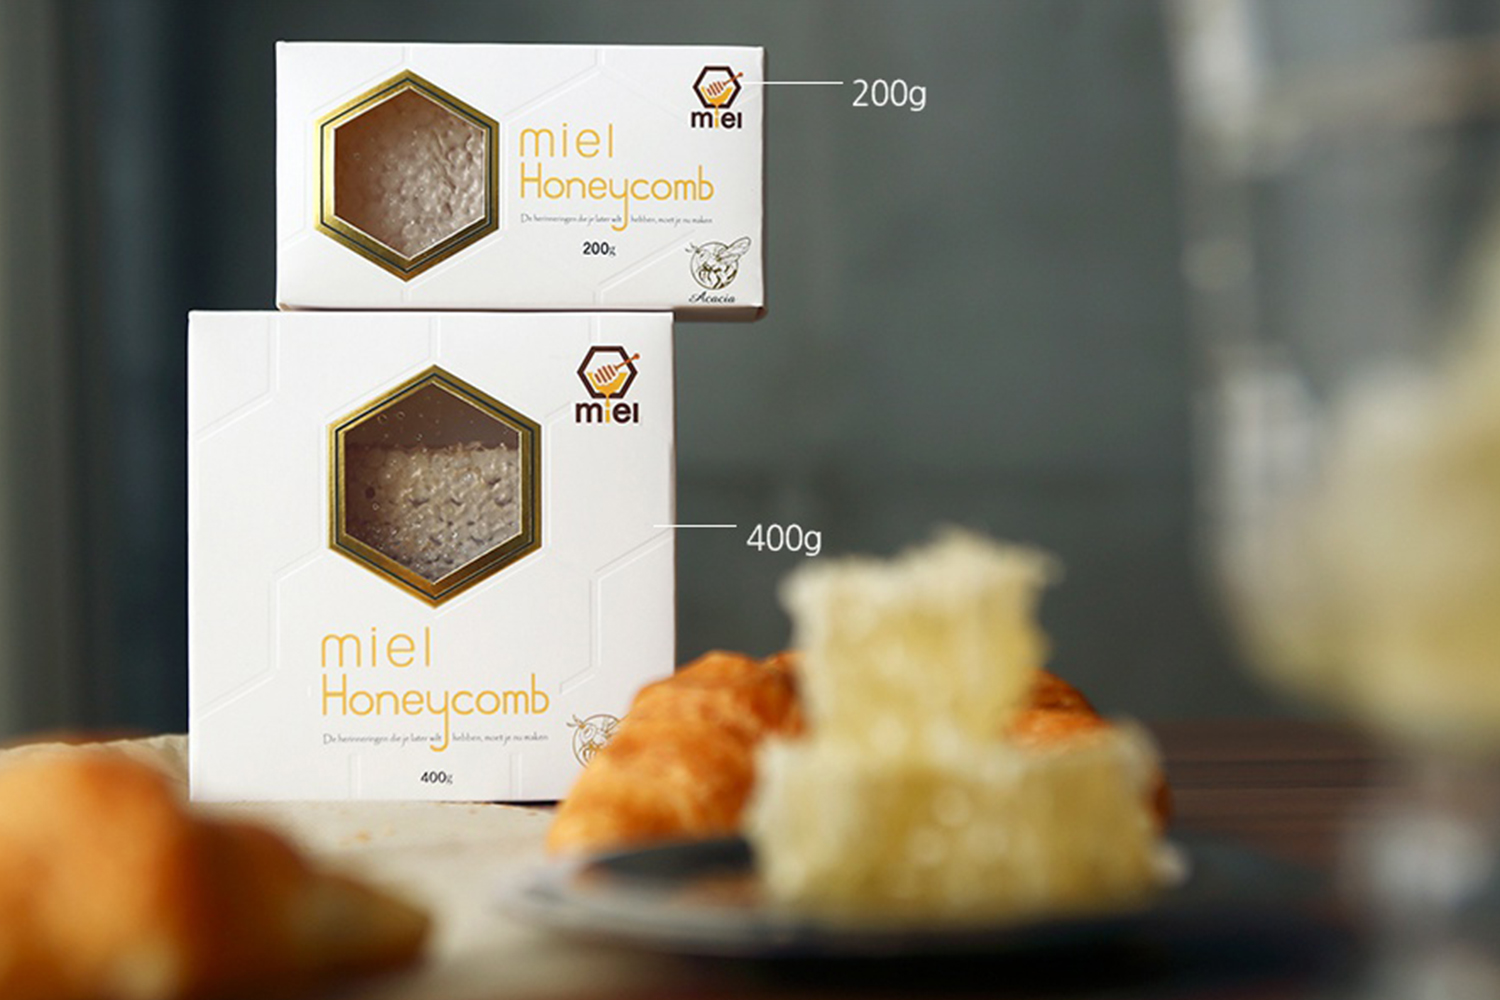 miel
200g
miel
Honeycomb
De herinneringen die je later wilt hebben, moet je nu maken
200g
Acacia
miel
400g
miel
Honeycomb
De herinneringen die je later wilt hebben, moet je nu maken
400g